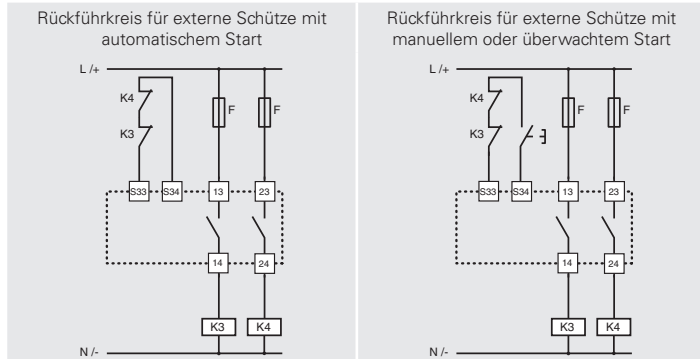 Rückführkreis für externe Schütze mit
automatischem Start
L /+
K4
F
F
K3
S33
S34
13
23
14
24
K3
K4
N /-
Rückführkreis für externe Schütze mit
manuellem oder überwachtem Start
L /+
K4
F
F
K3
S33
S34
13
23
14
24
K3
K4
N /-